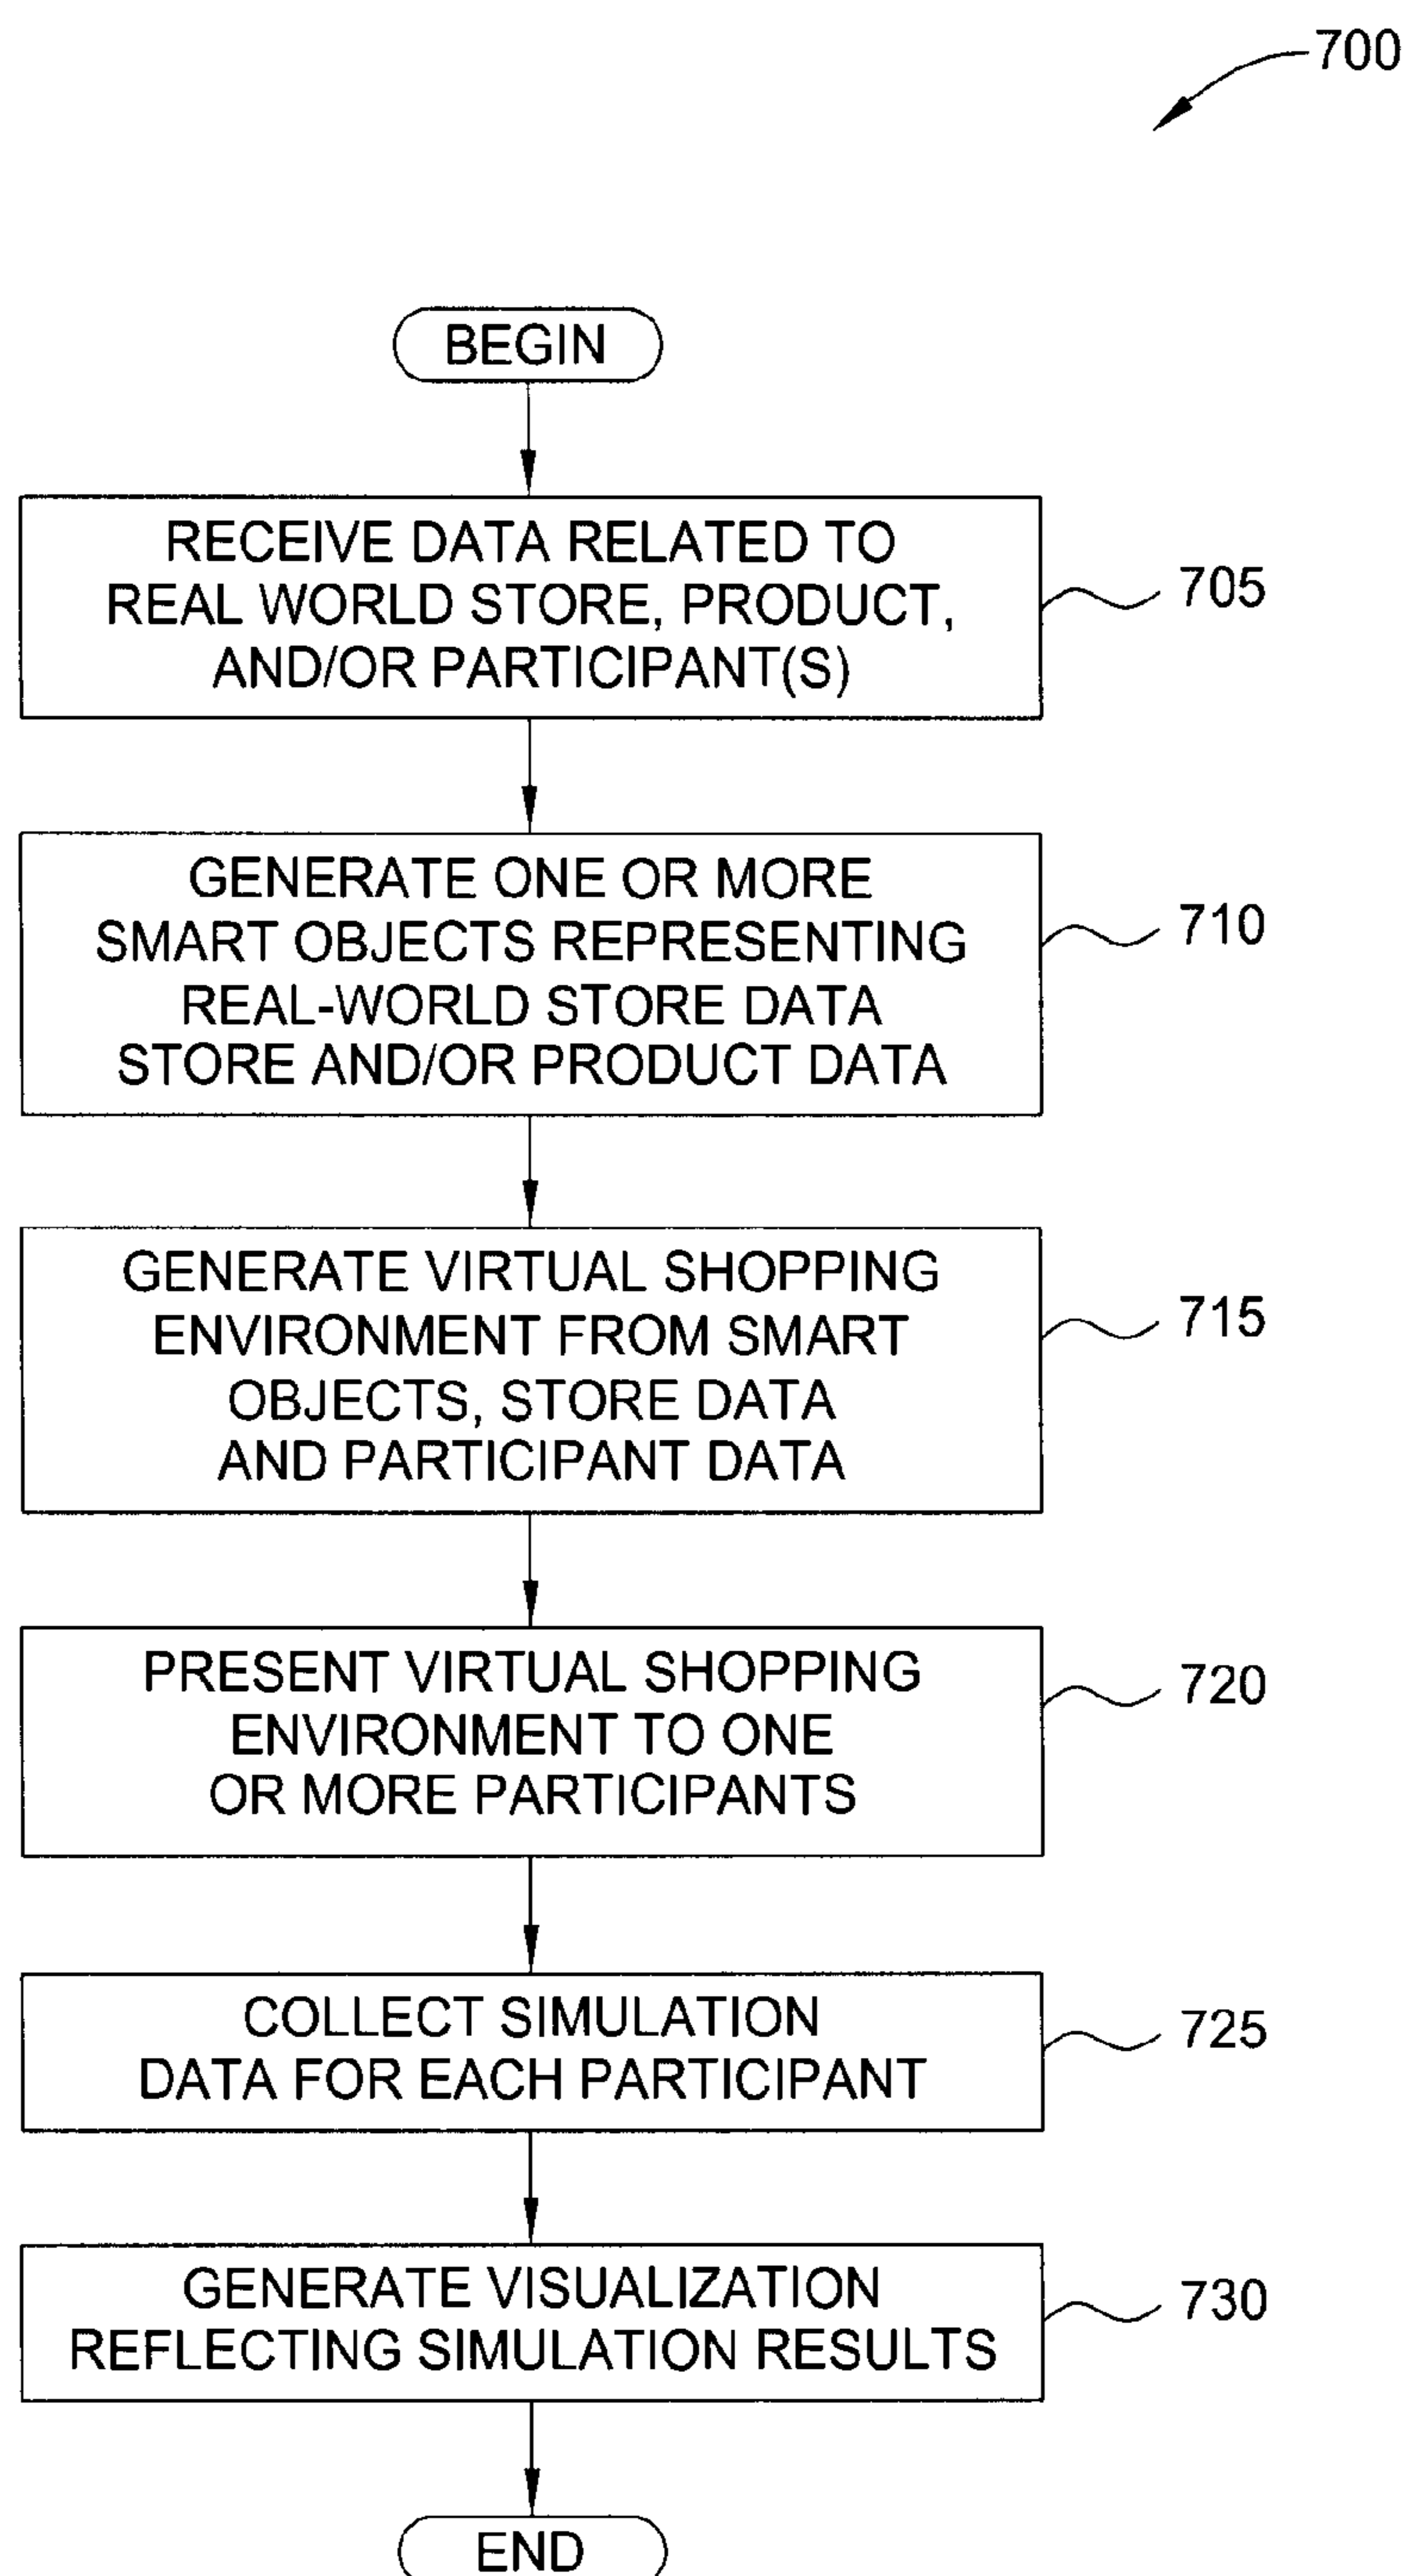 700
BEGIN
RECEIVE DATA RELATED TO
REAL WORLD STORE, PRODUCT,
AND/OR PARTICIPANT(S)
705
GENERATE ONE OR MORE
SMART OBJECTS REPRESENTING
REAL-WORLD STORE DATA
STORE AND/OR PRODUCT DATA
710
GENERATE VIRTUAL SHOPPING
ENVIRONMENT FROM SMART
OBJECTS, STORE DATA
AND PARTICIPANT DATA
715
PRESENT VIRTUAL SHOPPING
ENVIRONMENT TO ONE
OR MORE PARTICIPANTS
720
COLLECT SIMULATION
DATA FOR EACH PARTICIPANT
725
GENERATE VISUALIZATION
REFLECTING SIMULATION RESULTS
730
END